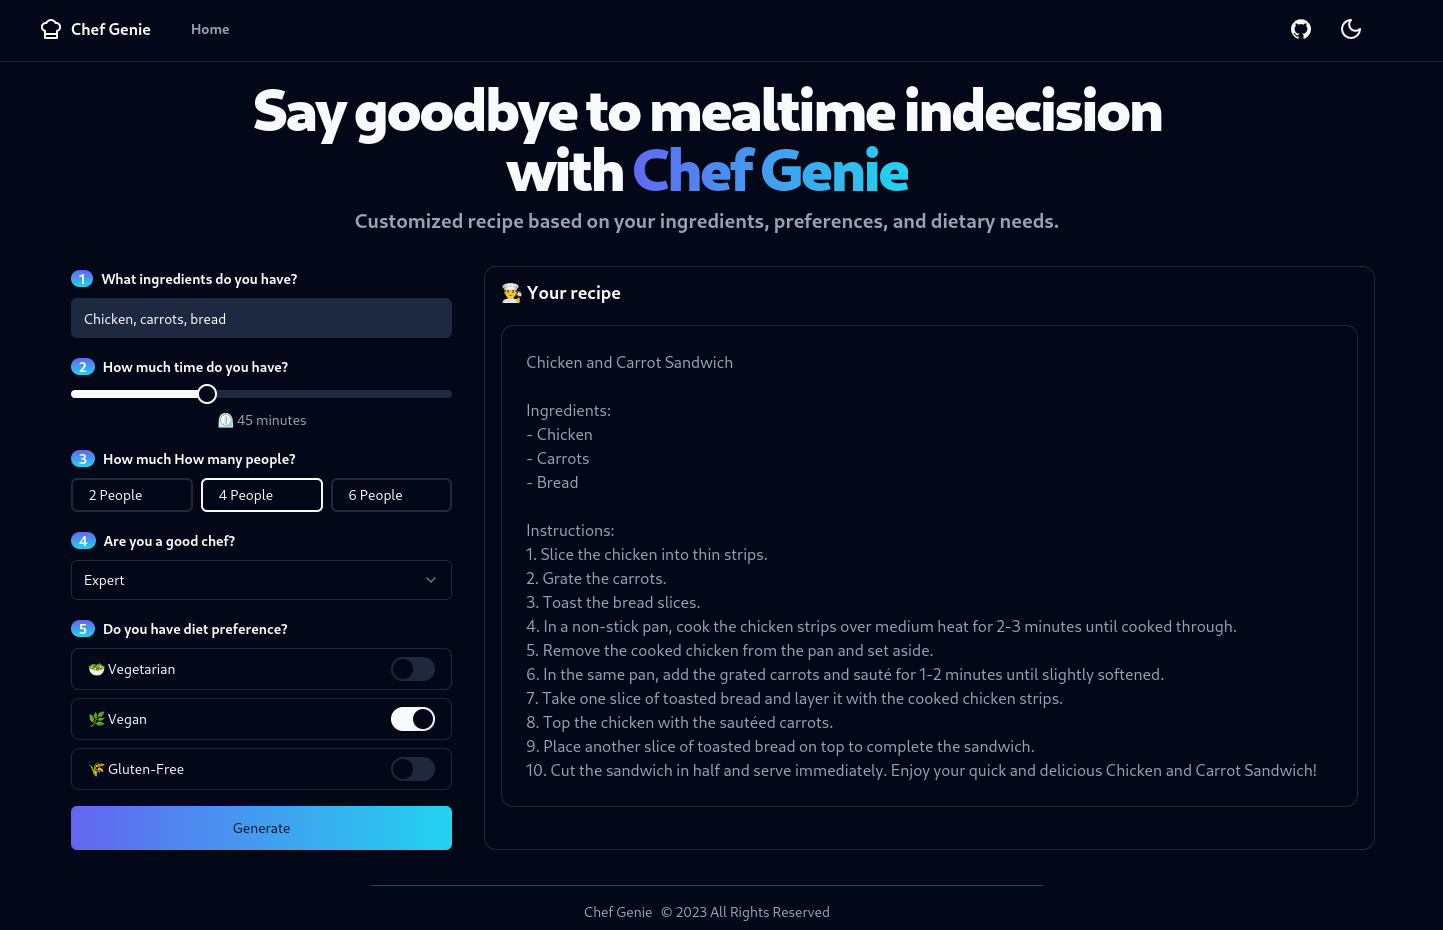 Chef Genie
Home
Say goodbye to mealtime indecision
with Chef Genie
Customized recipe based on your ingredients, preferences, and dietary needs.
1 What ingredients do you have?
Chicken, carrots, bread
2 How much time do you have?
45 minutes
3 How much How many people?
2 People
4 People
6 People
4 Are you a good chef?
Expert
5 Do you have diet preference?
Vegetarian
Vegan
Gluten-Free
Generate
Your recipe
Chicken and Carrot Sandwich
Ingredients:
- Chicken
- Carrots
- Bread
Instructions:
1. Slice the chicken into thin strips.
2. Grate the carrots.
3. Toast the bread slices.
4. In a non-stick pan, cook the chicken strips over medium heat for 2-3 minutes until cooked through.
5. Remove the cooked chicken from the pan and set aside.
6. In the same pan, add the grated carrots and sauté for 1-2 minutes until slightly softened.
7. Take one slice of toasted bread and layer it with the cooked chicken strips.
8. Top the chicken with the sautéed carrots.
9. Place another slice of toasted bread on top to complete the sandwich.
10. Cut the sandwich in half and serve immediately. Enjoy your quick and delicious Chicken and Carrot Sandwich!
Chef Genie © 2023 All Rights Reserved